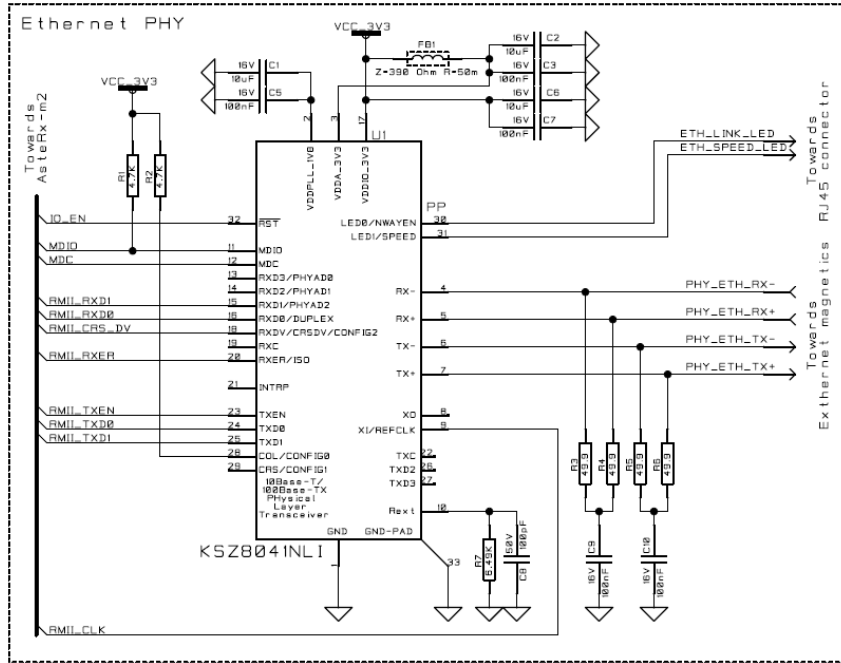 Ethernet PHY
VCC_3V3
16V C1
10uF
16V C5
100nF
FB1
Z=390 Ohm R=50m
16V C2
10uF
16V C3
100nF
16V C6
10uF
16V C7
100nF
VCC_3V3
Towards
AsteRx-m2
R1 4.7K
R2 4.7K
2 3 17
U1
VDDPLL_1V8
VDDA_3V3
VDDIO_3V3
PP
ETH_LINK_LED
ETH_SPEED_LED
Towards
RJ45 connector
IO_EN 32 RST
MDIO 11 MDIO
MDC 12 MDC
13 RXD3/PHYAD0
14 RXD2/PHYAD1
RMII_RXD1 15 RXD1/PHYAD2
RMII_RXD0 16 RXD0/DUPLEX
RMII_CRS_DV 18 RXDV/CRSDV/CONFIG2
19 RXC
RMII_RXER 20 RXER/ISO
21 INTRP
RMII_TXEN 23 TXEN
RMII_TXD0 24 TXD0
RMII_TXD1 25 TXD1
28 COL/CONFIG0
29 CRS/CONFIG1
LED0/NWAYEN 30
LED1/SPEED 31
RX- 4 PHY_ETH_RX-
RX+ 5 PHY_ETH_RX+
TX- 6 PHY_ETH_TX-
TX+ 7 PHY_ETH_TX+
Towards
Exthernet magnetics
XO 8
XI/REFCLK 9
TXC 22
TXD2 26
TXD3 27
Rext 10
10Base-T/
100Base-TX
PHysical
Layer
Transceiver
GND GND-PAD
KSZ8041NLI
1
33
R7 6.49K
50V C8
100pF
R3 49.9
R4 49.9
R5 49.9
R6 49.9
16V C9
100nF
16V C10
100nF
RMII_CLK